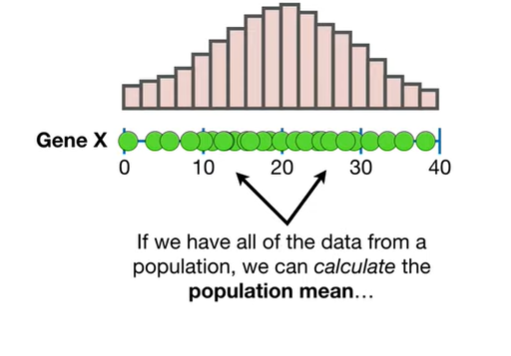 Gene X
0 10 20 30 40
If we have all of the data from a
population, we can calculate the
population mean…